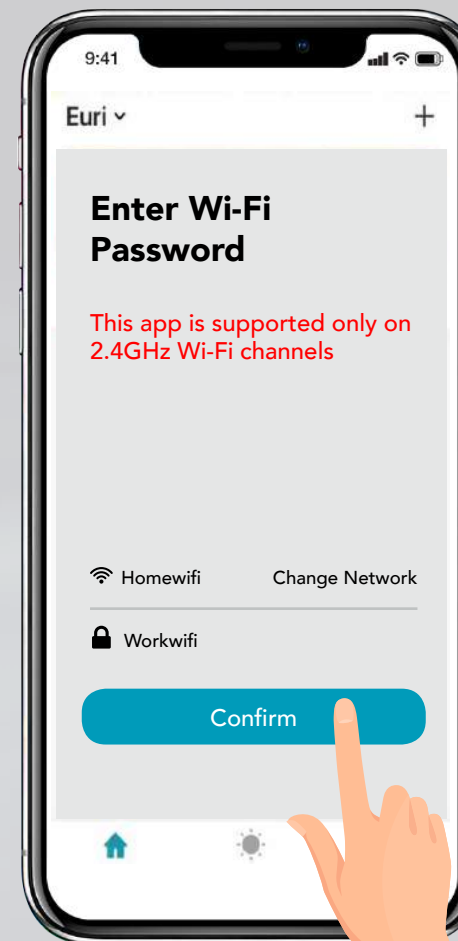 9:41
Euri
Enter Wi-Fi
Password
This app is supported only on
2.4GHz Wi-Fi channels
Homewifi Change Network
Workwifi
Confirm